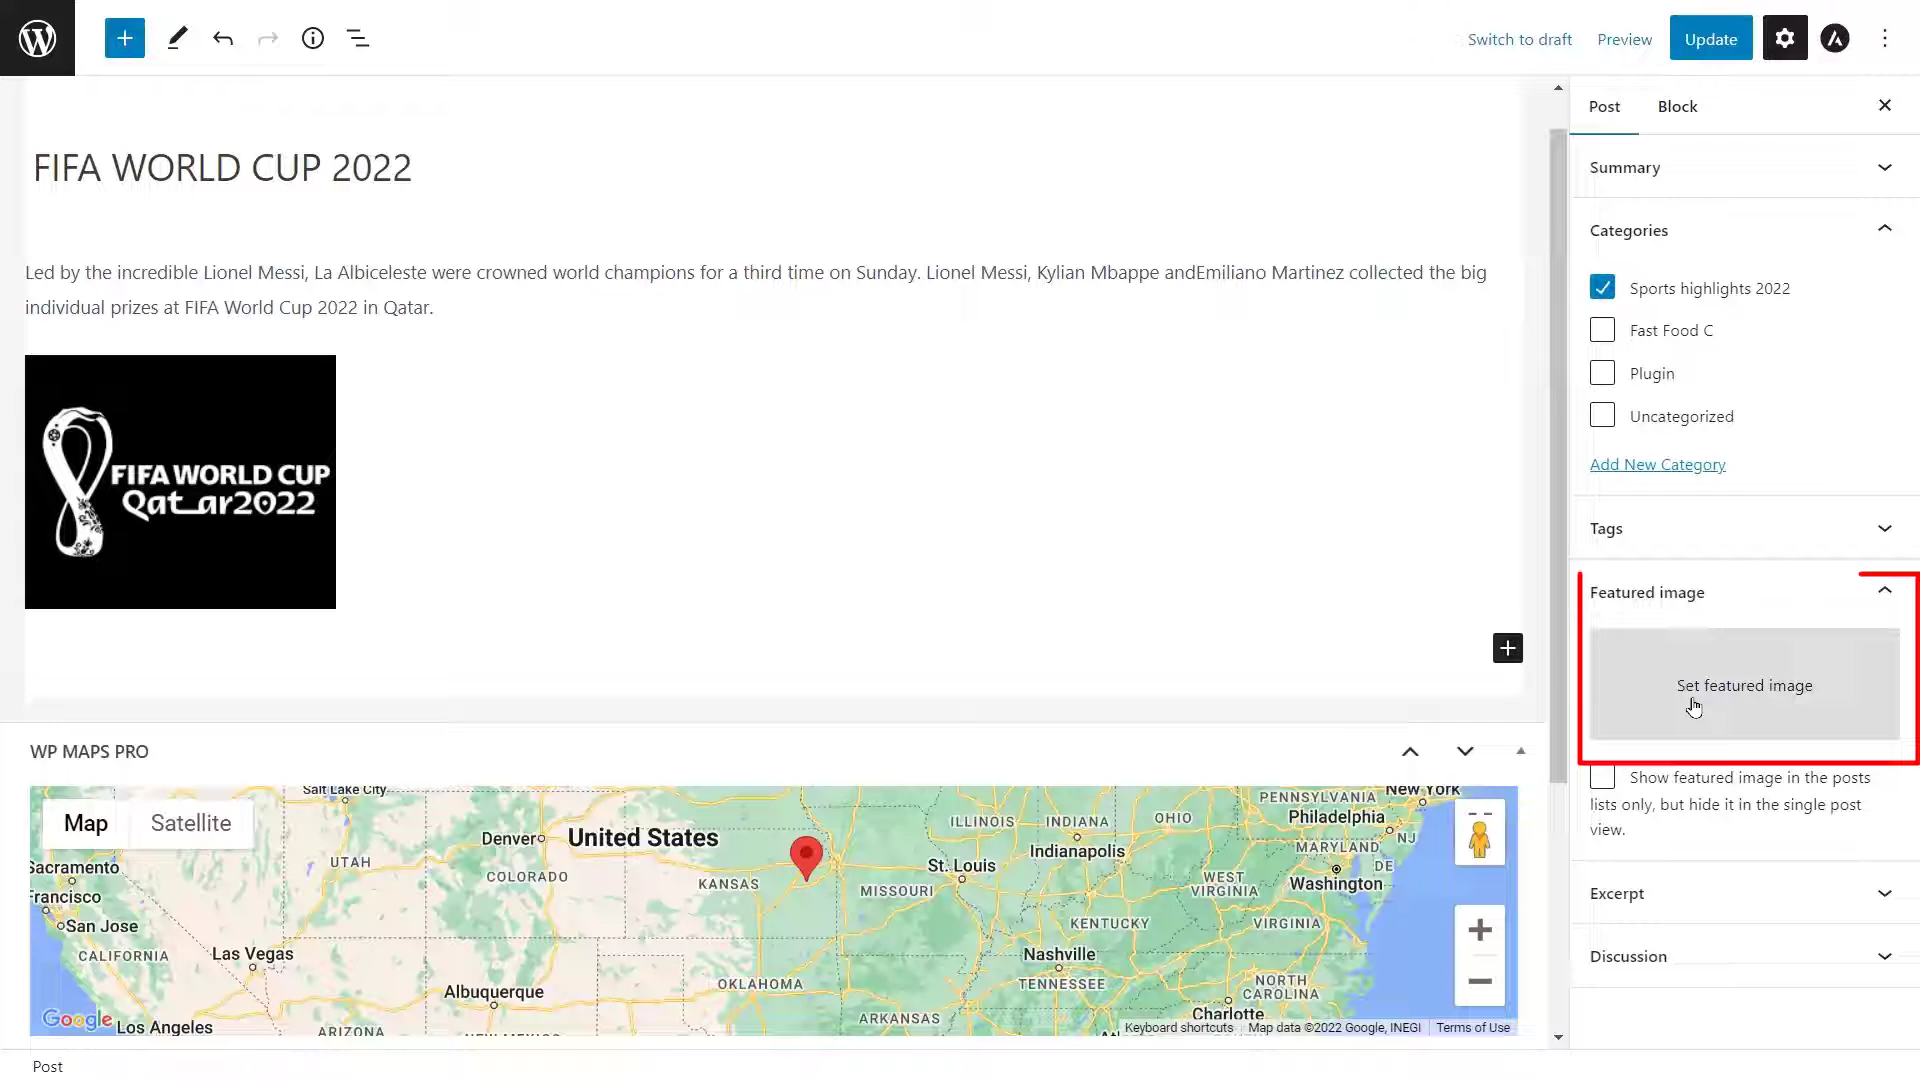 Switch to draft
Preview
Update
FIFA WORLD CUP 2022
Led by the incredible Lionel Messi, La Albiceleste were crowned world champions for a third time on Sunday. Lionel Messi, Kylian Mbappe andEmiliano Martinez collected the big
individual prizes at FIFA World Cup 2022 in Qatar.
FIFA WORLD CUP
Qatar2022
WP MAPS PRO
Map
Satellite
Salt Lake City
Denver
United States
UTAH
COLORADO
KANSAS
MISSOURI
St. Louis
ILLINOIS
INDIANA
Indianapolis
OHIO
PENNSYLVANIA
New York
Philadelphia
NJ
MARYLAND
DE
WEST
VIRGINIA
Washington
KENTUCKY
VIRGINIA
Sacramento
Francisco
San Jose
CALIFORNIA
Las Vegas
Nashville
TENNESSEE
OKLAHOMA
NORTH
CAROLINA
Charlotte
Albuquerque
ARKANSAS
Google
Los Angeles
ARIZONA
NEW MEXICO
Keyboard shortcuts
Map data ©2022 Google, INEGI
Terms of Use
Post
Post
Block
Summary
Categories
Sports highlights 2022
Fast Food C
Plugin
Uncategorized
Add New Category
Tags
Featured image
Set featured image
Show featured image in the posts
lists only, but hide it in the single post
view.
Excerpt
Discussion